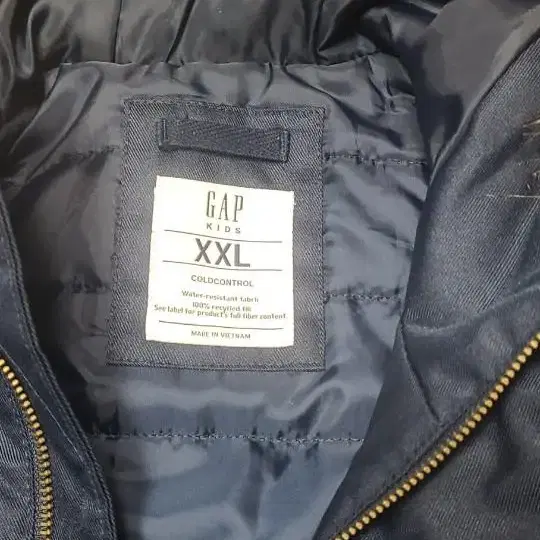 GAP
KIDS
XXL
COLDCONTROL
Water-resistant fabric
100% recycled fill
See label for product's full fiber content
MADE IN VIETNAM